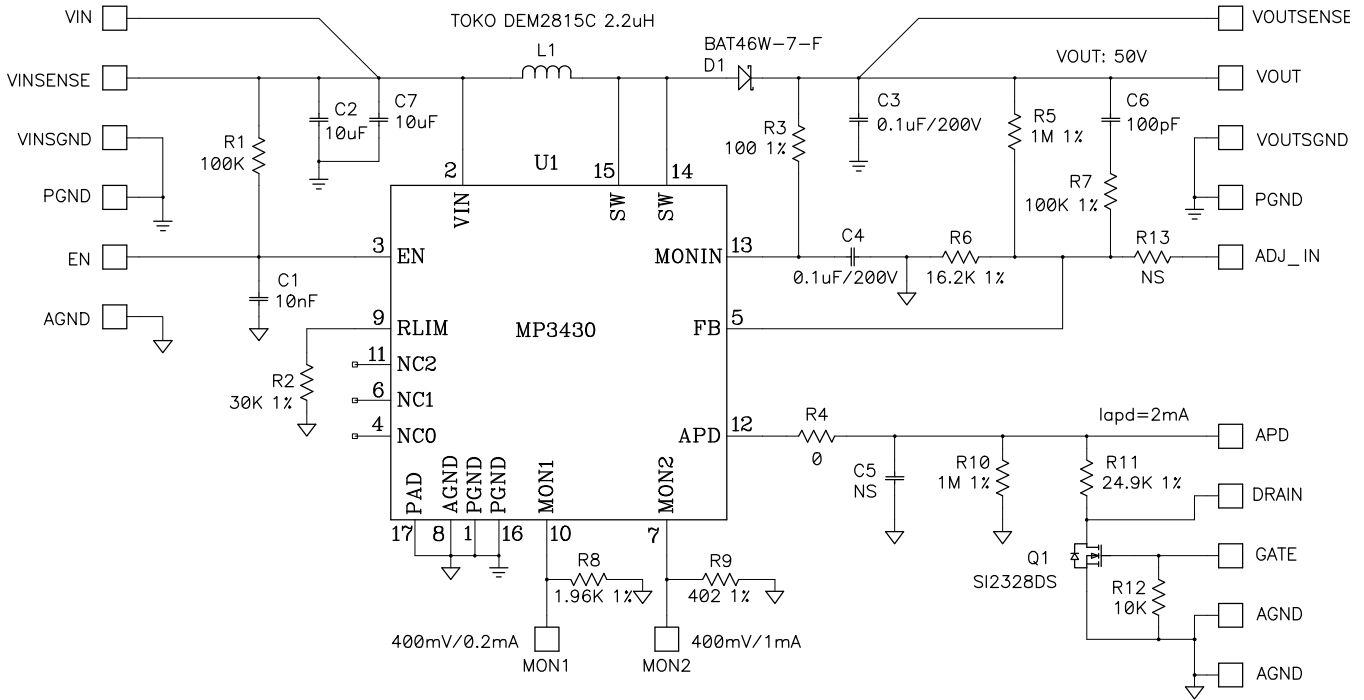 VIN
TOKO DEM2815C 2.2uH
VOUTSENSE
L1
BAT46W-7-F
D1
VOUT: 50V
VINSENSE
VOUT
C2
10uF
C7
10uF
C3
0.1uF/200V
R5
1M 1%
C6
100pF
R1
100K
R3
100 1%
VINSGND
VOUTSGND
U1
R7
100K 1%
PGND
PGND
2
15
14
VIN
SW
SW
EN
3
EN
MONIN
13
C4
0.1uF/200V
R6
16.2K 1%
R13
NS
ADJ_IN
C1
10nF
AGND
9
RLIM
MP3430
FB
5
11
NC2
R2
30K 1%
6
NC1
4
NC0
APD
12
R4
0
Iapd=2mA
APD
C5
NS
R10
1M 1%
R11
24.9K 1%
DRAIN
PAD
AGND
PGND
PGND
MON1
MON2
17
8
1
16
10
7
R8
1.96K 1%
R9
402 1%
Q1
SI2328DS
GATE
R12
10K
AGND
400mV/0.2mA
MON1
400mV/1mA
MON2
AGND